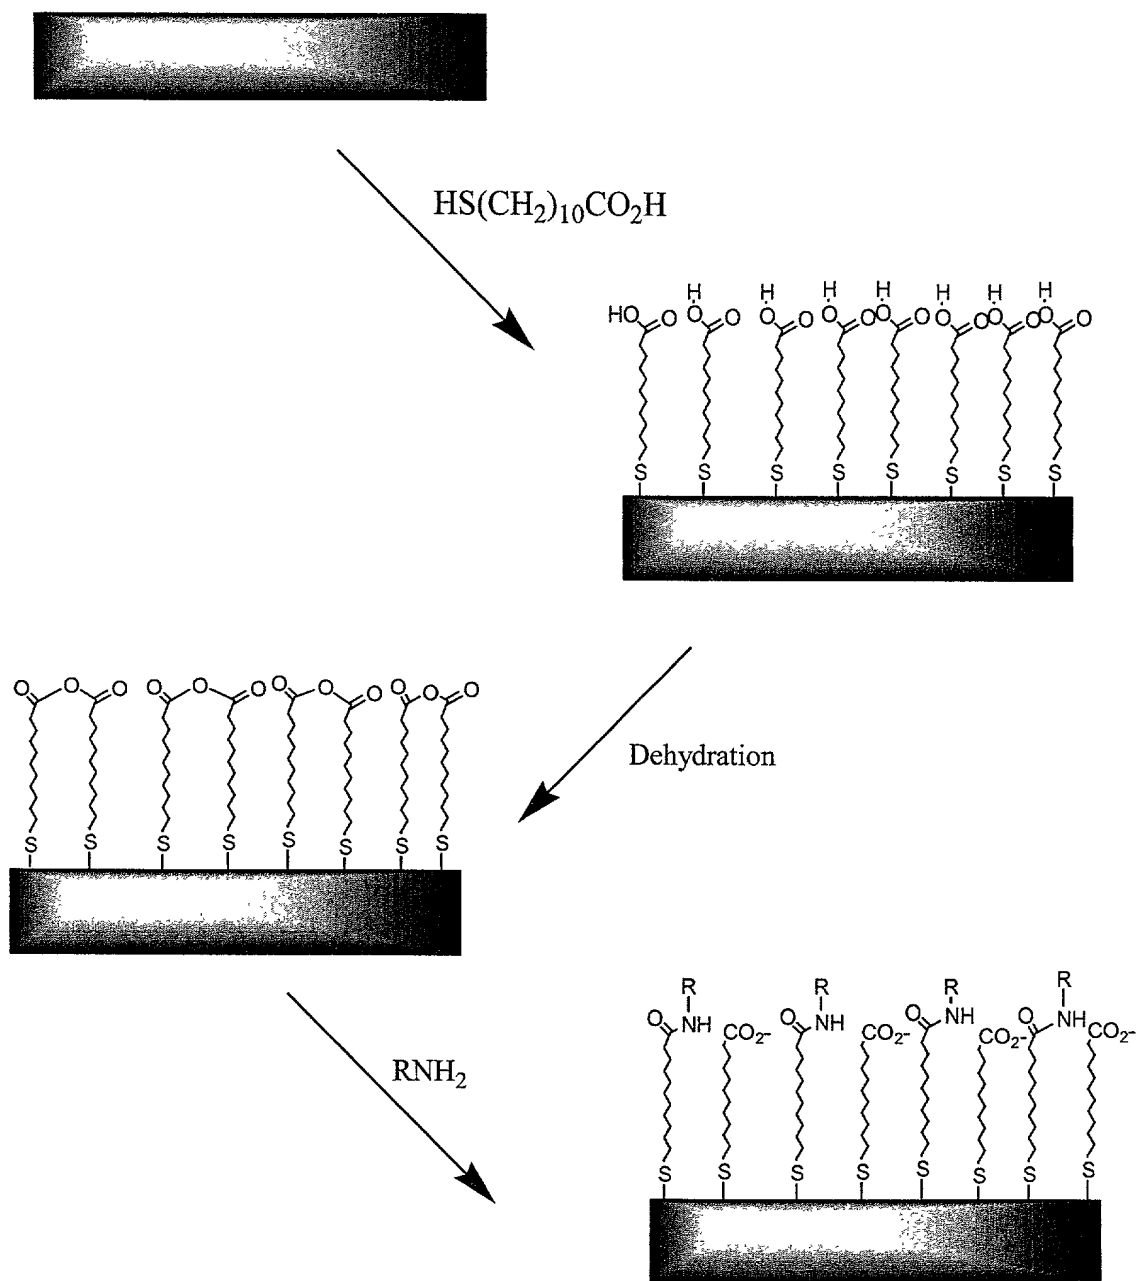 HS(CH₂)₁₀CO₂H
H H H H H H H
HO O O O O O O O O O O O O O O O
S S S S S S S S
O O O O O O O O O O O O
Dehydration
S S S S S S S S
R R R R
O NH CO₂- O NH CO₂- O NH CO₂- O NH CO₂-
RNH₂
S S S S S S S S